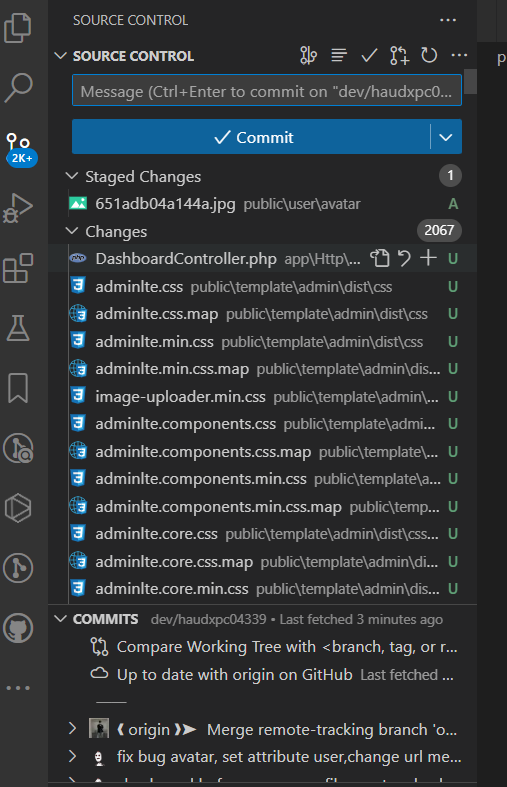 SOURCE CONTROL
SOURCE CONTROL
Message (Ctrl+Enter to commit on "dev/haudxpc0...
p
Commit
2K+
Staged Changes 1
651adb04a144a.jpg public\user\avatar A
Changes 2067
php DashboardController.php app\Http\... U
adminlte.css public\template\admin\dist\css U
adminlte.css.map public\template\admin\dist\css U
adminlte.min.css public\template\admin\dist\css U
adminlte.min.css.map public\template\admin\dis... U
image-uploader.min.css public\template\admin\... U
adminlte.components.css public\template\admi... U
adminlte.components.css.map public\template\... U
adminlte.components.min.css public\template\a... U
adminlte.components.min.css.map public\temp... U
adminlte.core.css public\template\admin\dist\css... U
adminlte.core.css.map public\template\admin\di... U
adminlte.core.min.css public\template\admin\dis... U
COMMITS dev/haudxpc04339 • Last fetched 3 minutes ago
Compare Working Tree with <branch, tag, or r...
Up to date with origin on GitHub Last fetched ...
❰ origin ❱➤ Merge remote-tracking branch 'o...
fix bug avatar, set attribute user,change url me...